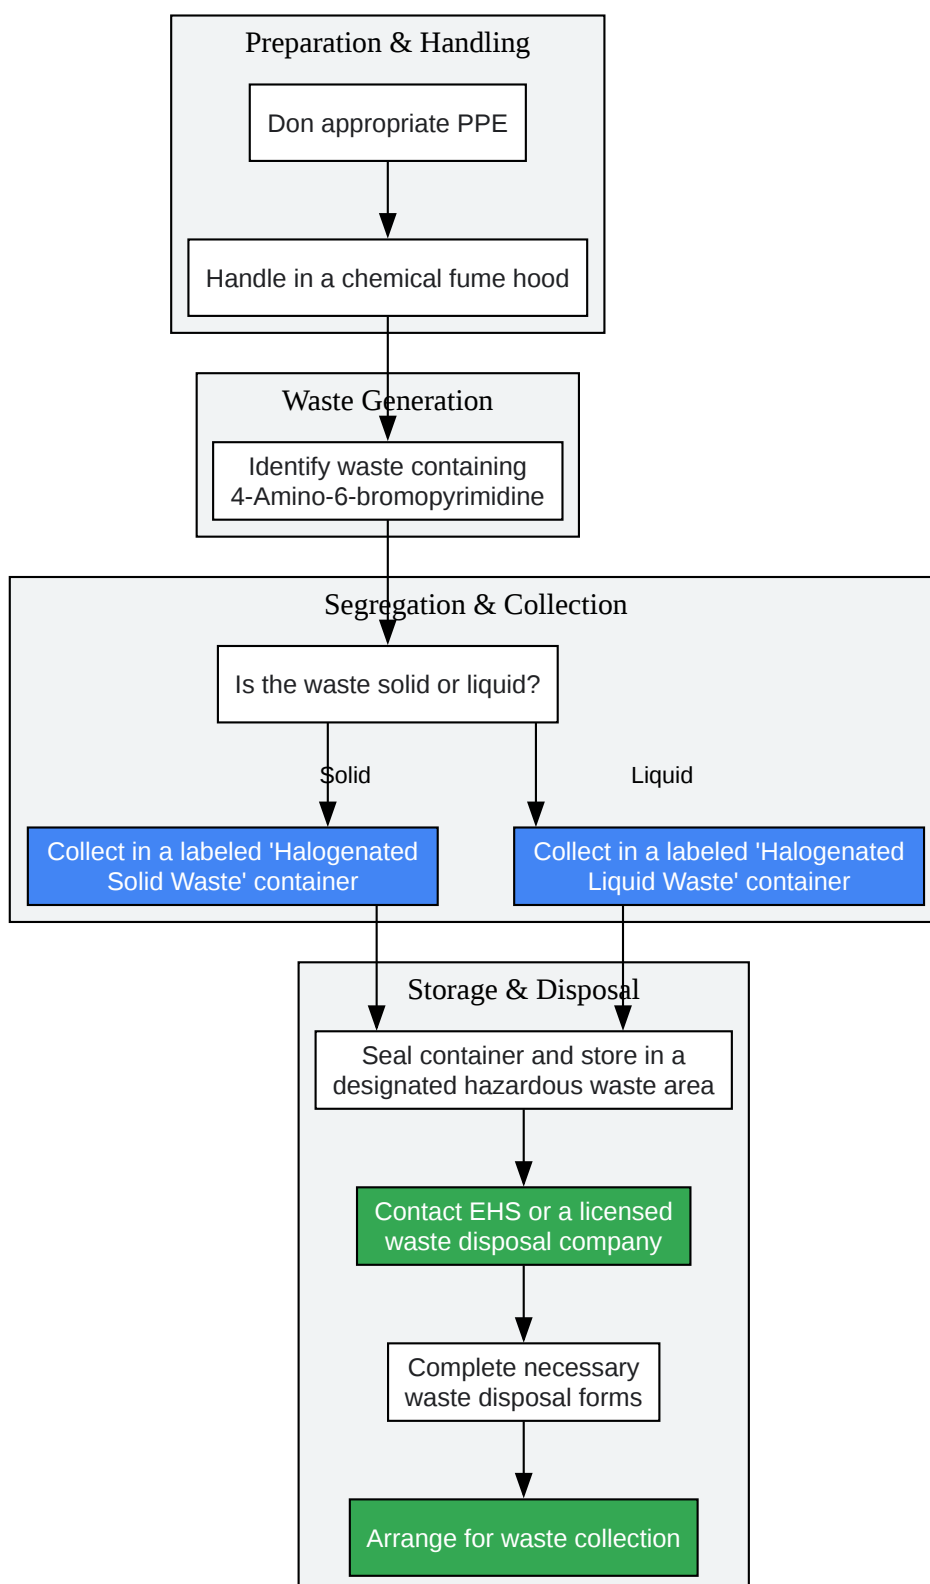 Preparation & Handling
Don appropriate PPE
Handle in a chemical fume hood
Waste Generation
Identify waste containing
4-Amino-6-bromopyrimidine
Segregation & Collection
Is the waste solid or liquid?
Solid
Liquid
Collect in a labeled 'Halogenated
Solid Waste' container
Collect in a labeled 'Halogenated
Liquid Waste' container
Storage & Disposal
Seal container and store in a
designated hazardous waste area
Contact EHS or a licensed
waste disposal company
Complete necessary
waste disposal forms
Arrange for waste collection